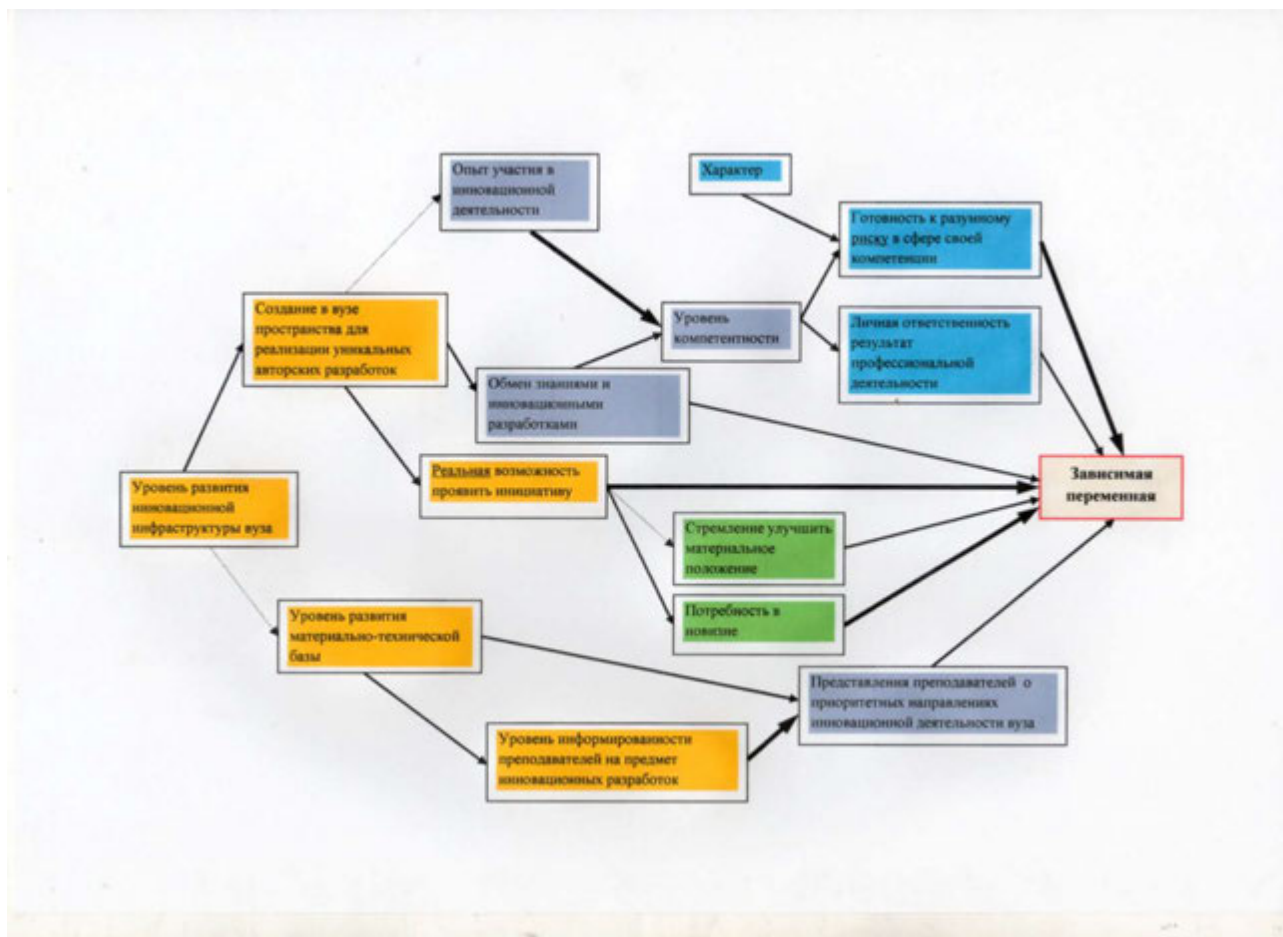 Опыт участия в
инновационной
деятельности
Характер
Готовность к разумному
риску в сфере своей
компетенции
Создание в вузе
пространства для
реализации уникальных
авторских разработок
Уровень
компетентности
Личная ответственность
результат
профессиональной
деятельности
Обмен знаниями и
инновационными
разработками
Реальная возможность
проявить инициативу
Зависимая
переменная
Уровень развития
инновационной
инфраструктуры вуза
Стремление улучшить
материальное
положение
Потребность в
новизне
Уровень развития
материально-технической
базы
Представления преподавателей о
приоритетных направлениях
инновационной деятельности вуза
Уровень информированности
преподавателей на предмет
инновационных разработок